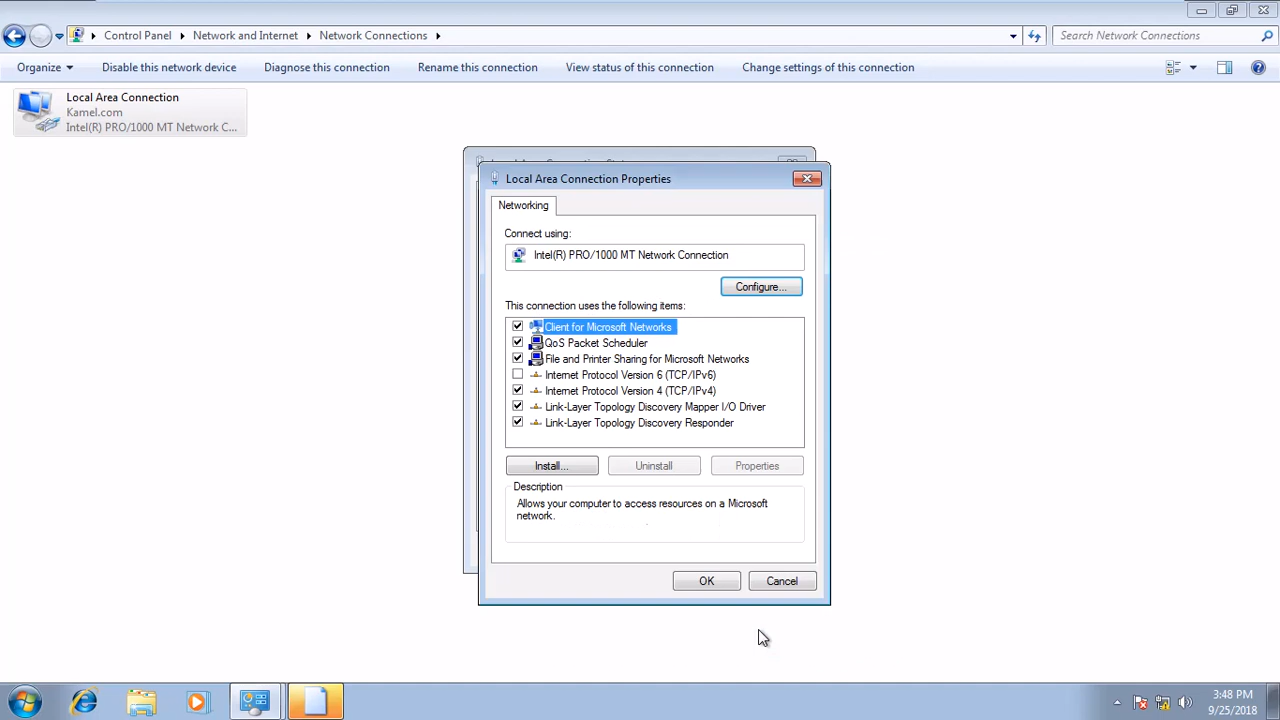 Control Panel
Network and Internet
Network Connections
Search Network Connections
Organize
Disable this network device
Diagnose this connection
Rename this connection
View status of this connection
Change settings of this connection
Local Area Connection
Kamel.com
Intel(R) PRO/1000 MT Network C...
Local Area Connection Properties
Networking
Connect using:
Intel(R) PRO/1000 MT Network Connection
Configure...
This connection uses the following items:
Client for Microsoft Networks
QoS Packet Scheduler
File and Printer Sharing for Microsoft Networks
Internet Protocol Version 6 (TCP/IPv6)
Internet Protocol Version 4 (TCP/IPv4)
Link-Layer Topology Discovery Mapper I/O Driver
Link-Layer Topology Discovery Responder
Install...
Uninstall
Properties
Description
Allows your computer to access resources on a Microsoft
network.
OK
Cancel
3:48 PM
9/25/2018